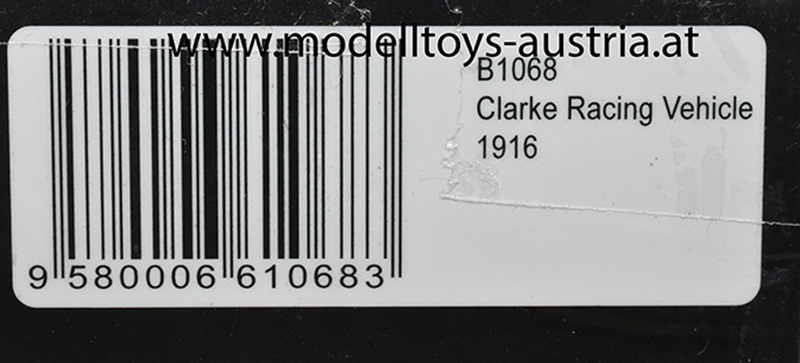 www.modelltoys-austria.at
B1068
Clarke Racing Vehicle
1916
9 580006 610683